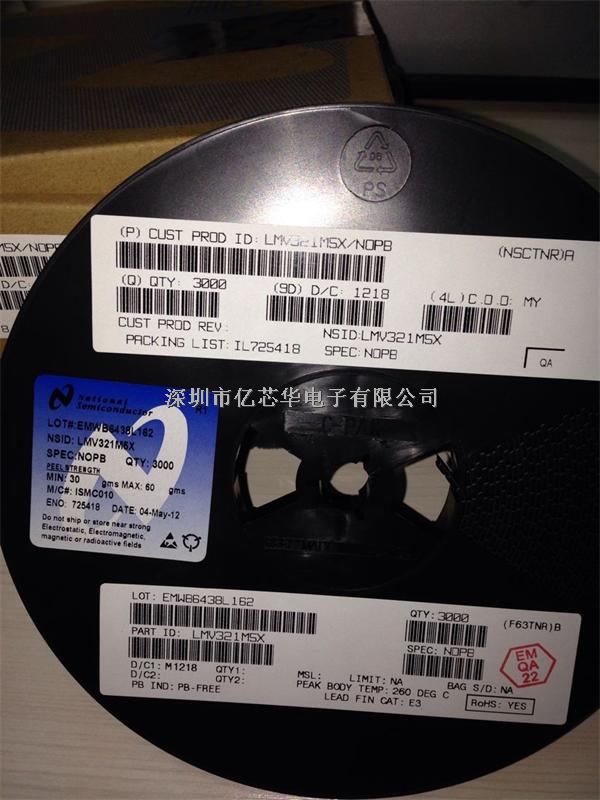 06
PS
(P) CUST PROD ID: LMV321M5X/NOPB
(NSCTNR)A
(Q) QTY: 3000
(9D) D/C: 1218
(4L) C.O.O: MY
CUST PROD REV:
NSID:LMV321M5X
PACKING LIST: IL725418
SPEC: NOPB
QA
M5X/NOPB
D/C:
深圳市亿芯华电子有限公司
National
Semiconductor
R1
LOT#:EMWB6438L162
NSID: LMV321M5X
SPEC:NOPB QTY: 3000
PEEL STRENGTH
MIN: 30 gms MAX: 60 gms
M/C#: ISMC010
ENO: 725418 DATE: 04-May-12
Do not ship or store near strong
Electrostatic, Electromagnetic,
magnetic or radioactive fields
LOT: EMWB6438L162
QTY: 3000
(F63TNR)B
PART ID: LMV321M5X
SPEC: NOPB
D/C1: M1218 QTY1:
D/C2: QTY2:
PB IND: PB-FREE
MSL: LIMIT: NA BAG S/D: NA
PEAK BODY TEMP: 260 DEG C
LEAD FIN CAT: E3
RoHS: YES
EM
QA
22